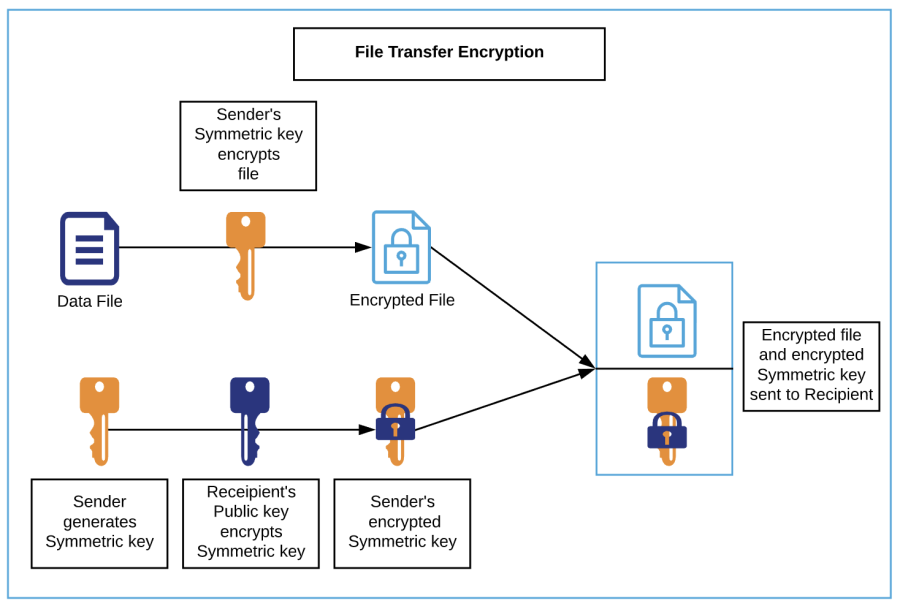 File Transfer Encryption
Sender's
Symmetric key
encrypts
file
Data File
Encrypted File
Encrypted file
and encrypted
Symmetric key
sent to Recipient
Sender
generates
Symmetric key
Receipient's
Public key
encrypts
Symmetric key
Sender's
encrypted
Symmetric key